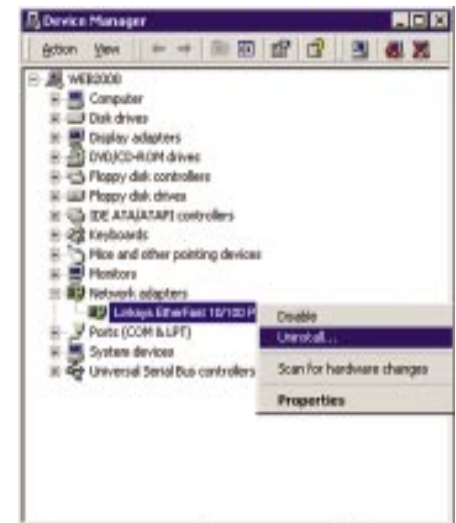 Device Manager
Action View
WEB2000
Computer
Disk drives
Display adapters
DVD/CD-ROM drives
Floppy disk controllers
Floppy disk drives
IDE ATA/ATAPI controllers
Keyboards
Mice and other pointing devices
Monitors
Network adapters
Linksys EtherFast 10/100 P
Ports (COM & LPT)
System devices
Universal Serial Bus controllers
Disable
Uninstall...
Scan for hardware changes
Properties